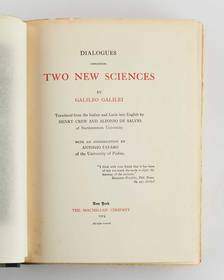 DIALOGUES
CONCERNING
TWO NEW SCIENCES
BY
GALILEO GALILEI
Translated from the Italian and Latin into English by
HENRY CREW AND ALFONSO DE SALVIO
of Northwestern University
WITH AN INTRODUCTION BY
ANTONIO FAVARO
of the University of Padua.
New York
THE MACMILLAN COMPANY
1914